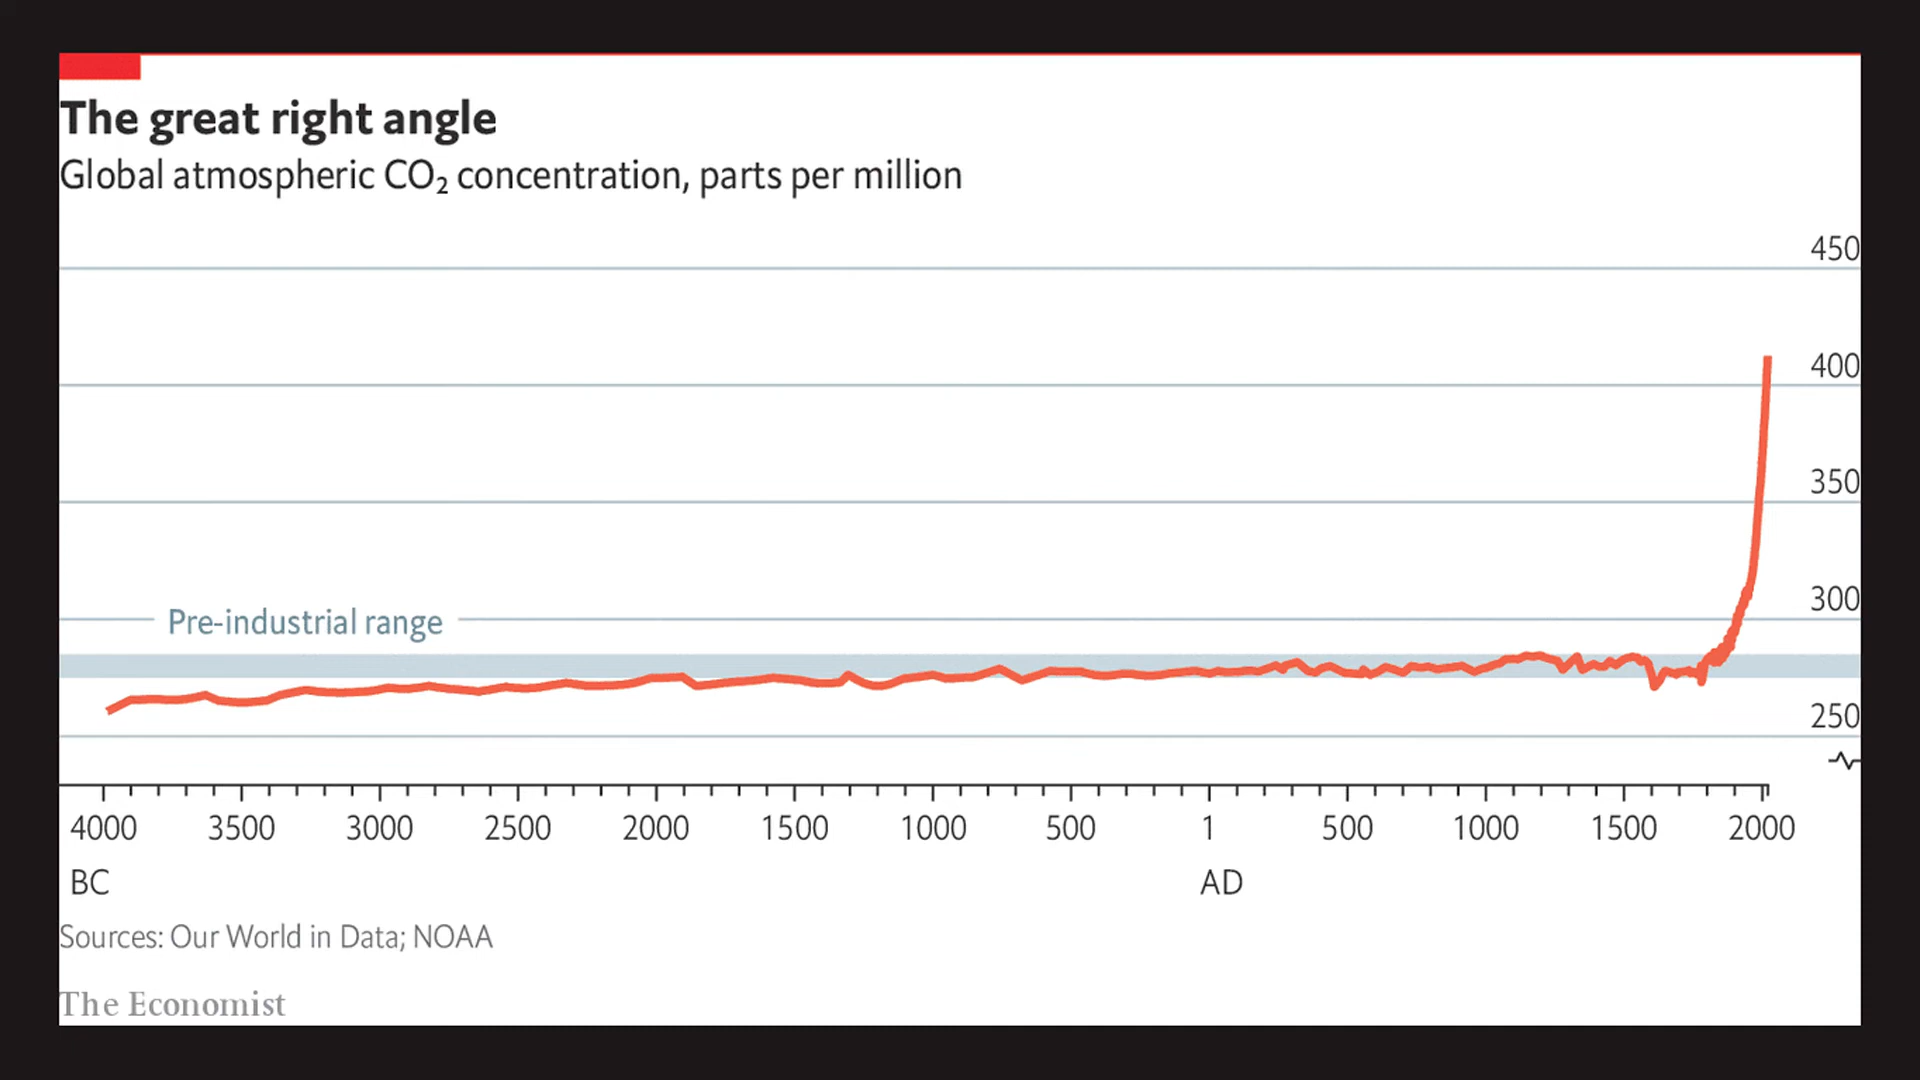 The great right angle
Global atmospheric CO₂ concentration, parts per million
450
400
350
300
Pre-industrial range
250
4000 3500 3000 2500 2000 1500 1000 500 1 500 1000 1500 2000
BC AD
Sources: Our World in Data; NOAA
The Economist